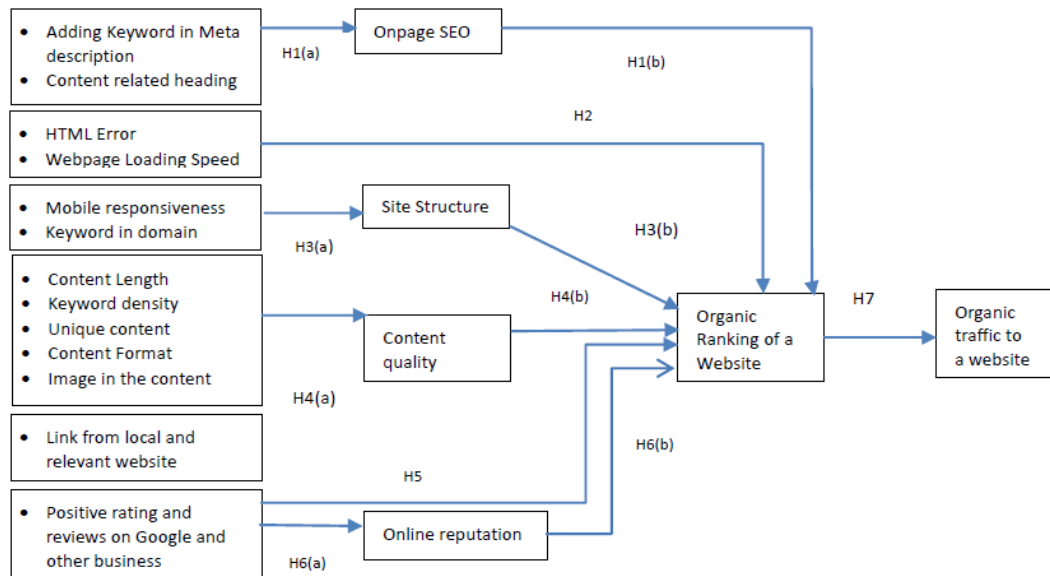 • Adding Keyword in Meta
description
• Content related heading
H1(a)
Onpage SEO
H1(b)
• HTML Error
• Webpage Loading Speed
H2
• Mobile responsiveness
• Keyword in domain
H3(a)
Site Structure
H3(b)
• Content Length
• Keyword density
• Unique content
• Content Format
• Image in the content
H4(a)
Content
quality
H4(b)
Organic
Ranking of a
Website
H7
Organic
traffic to
a website
• Link from local and
relevant website
H5
• Positive rating and
reviews on Google and
other business
H6(a)
Online reputation
H6(b)